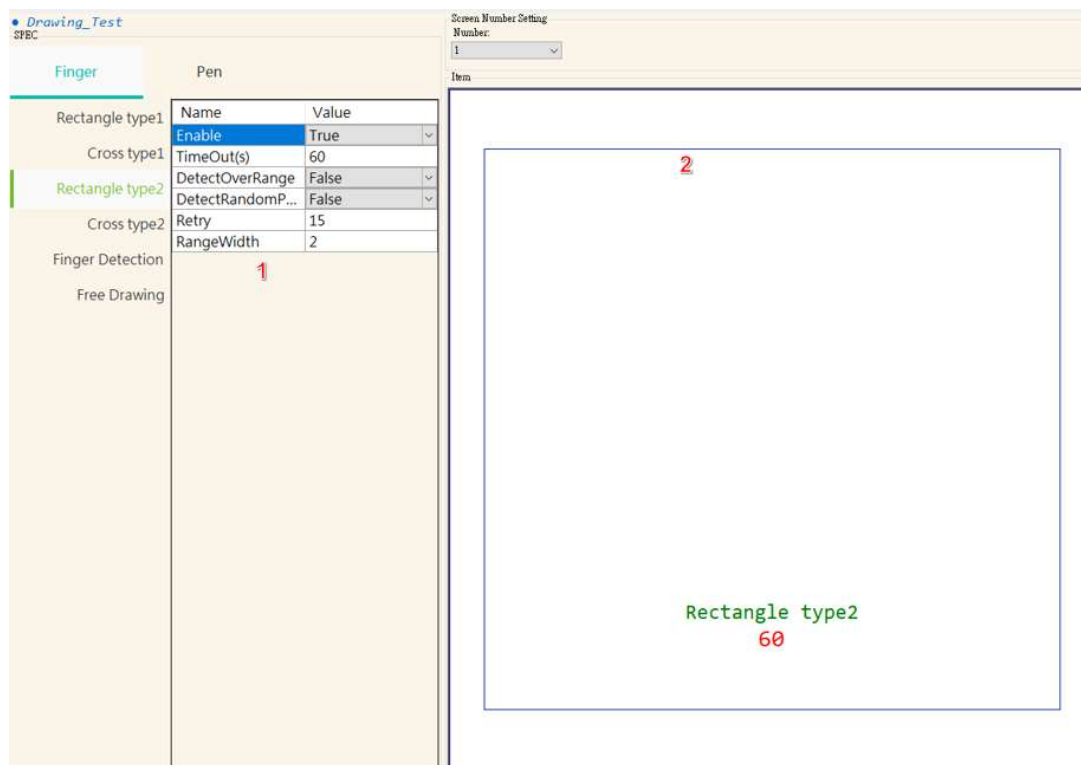 Drawing_Test
SPEC
Finger
Pen
Rectangle type1
Cross type1
Rectangle type2
Cross type2
Finger Detection
Free Drawing
Name Value
Enable True
TimeOut(s) 60
DetectOverRange False
DetectRandomP... False
Retry 15
RangeWidth 2
1
Screen Number Setting
Number:
1
Item
2
Rectangle type2
60